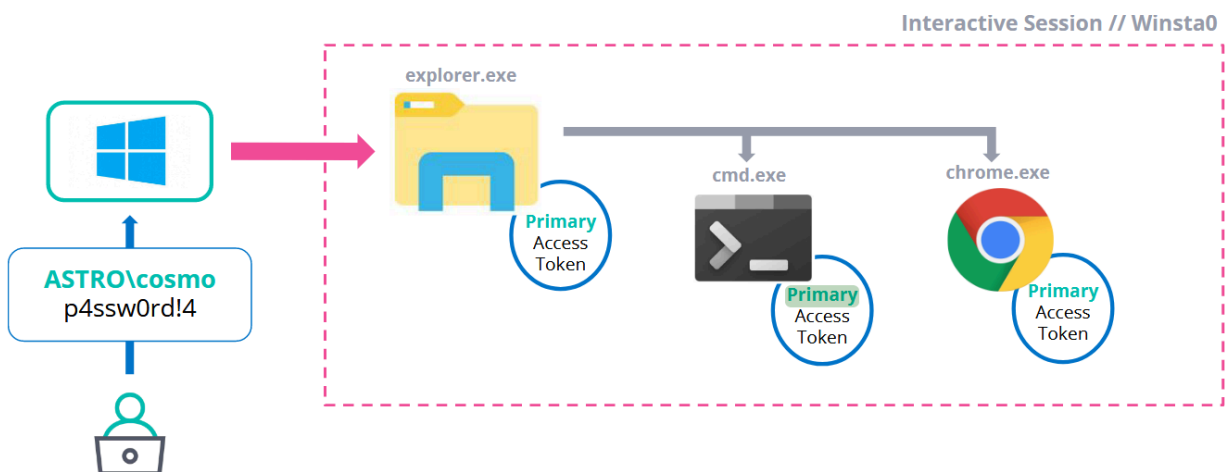 Interactive Session // Winsta0
explorer.exe
cmd.exe
chrome.exe
Primary
Access
Token
Primary
Access
Token
Primary
Access
Token
ASTRO\cosmo
p4ssw0rd!4